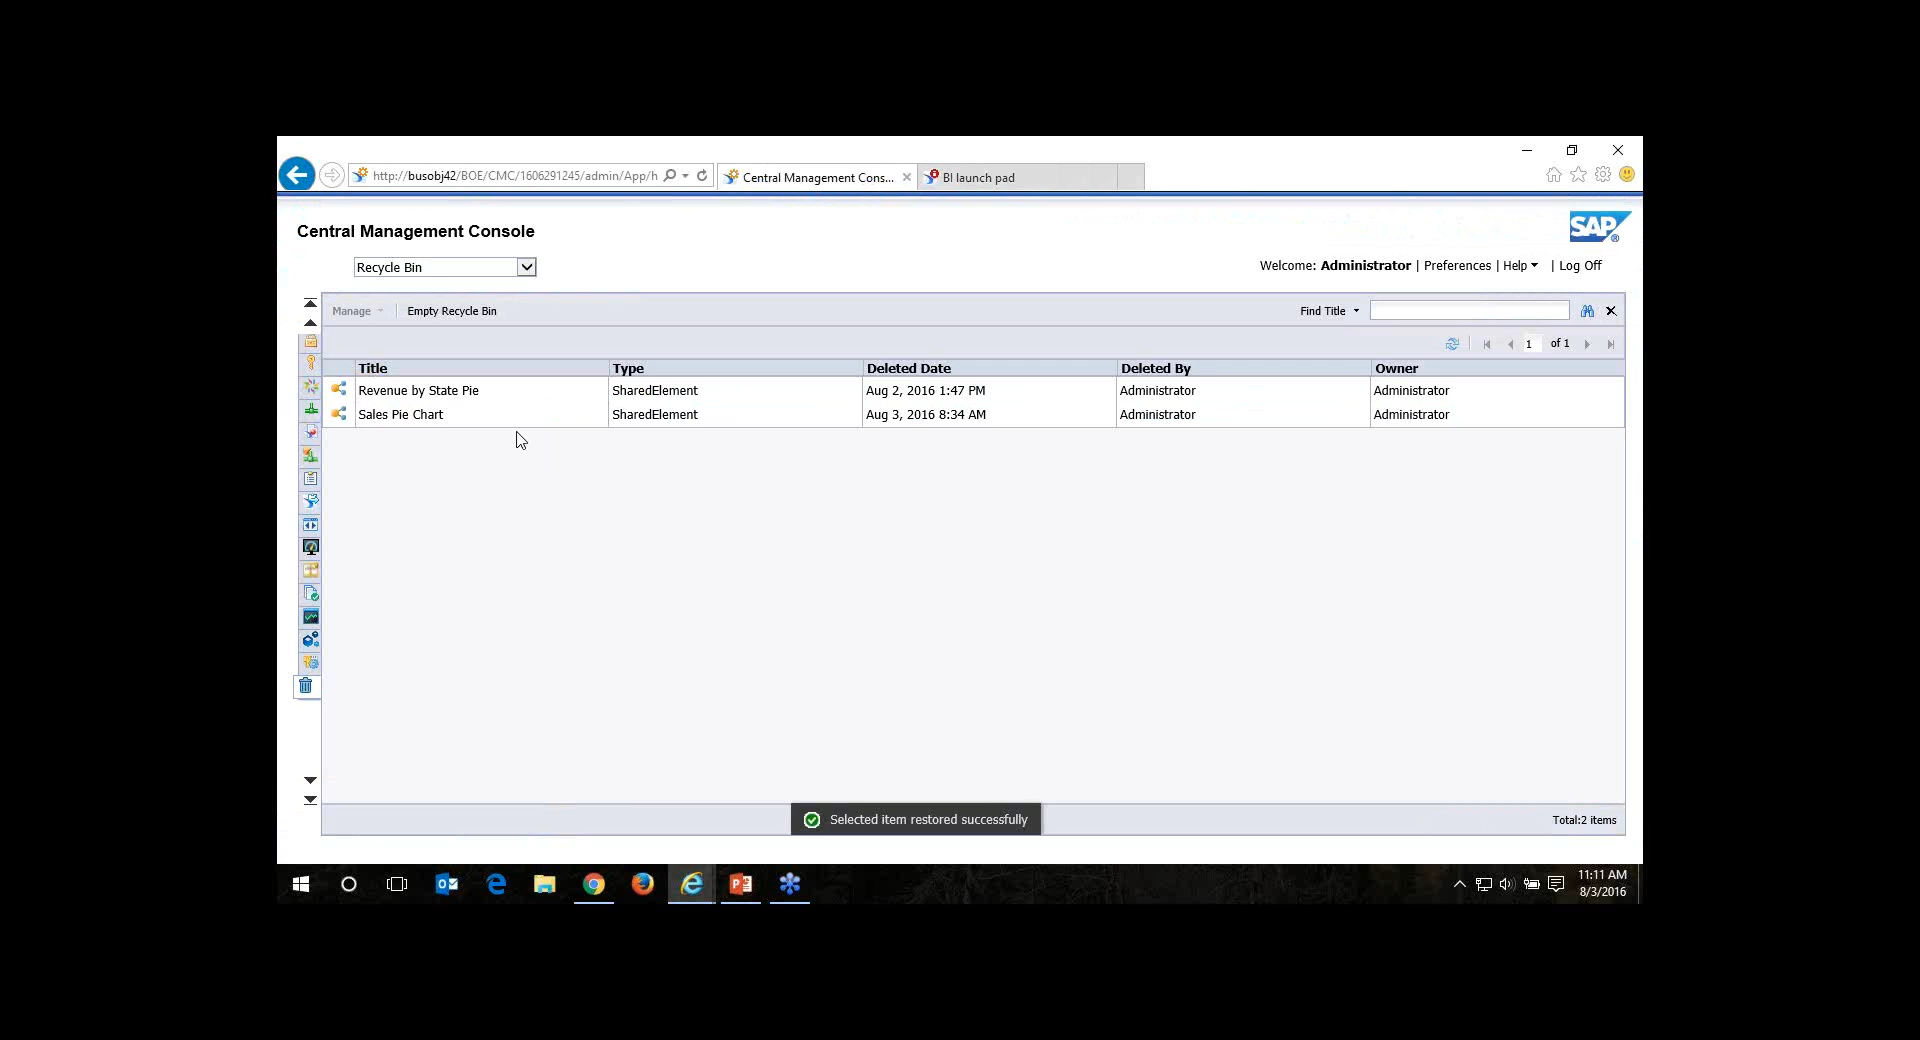 http://busobj42/BOE/CMC/1606291245/admin/App/h
Central Management Cons...
BI launch pad
Central Management Console
SAP®
Recycle Bin
Welcome: Administrator | Preferences | Help | Log Off
Manage
Empty Recycle Bin
Find Title
1 of 1
Title Type Deleted Date Deleted By Owner
Revenue by State Pie SharedElement Aug 2, 2016 1:47 PM Administrator Administrator
Sales Pie Chart SharedElement Aug 3, 2016 8:34 AM Administrator Administrator
Selected item restored successfully
Total:2 items
11:11 AM
8/3/2016